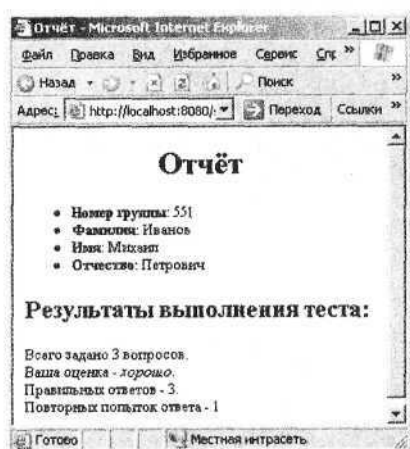 Отчёт - Microsoft Internet Explorer
Файл Правка Вид Избранное Сервис »
Назад Поиск »
Адрес: http://localhost:8080/ Переход Ссылки »
Отчёт
• Номер группы: 551
• Фамилия: Иванов
• Имя: Михаил
• Отчество: Петрович
Результаты выполнения теста:
Всего задано 3 вопросов.
Ваша оценка - хорошо.
Правильных ответов - 3.
Повторных попыток ответа - 1
Готово Местная интрасеть